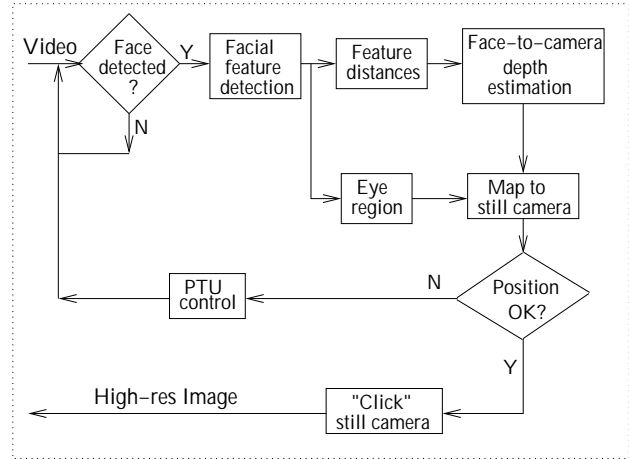 Video
Face
detected
?
Y
N
Facial
feature
detection
Feature
distances
Face-to-camera
depth
estimation
Eye
region
Map to
still camera
PTU
control
N
Position
OK?
Y
High-res Image
"Click"
still camera